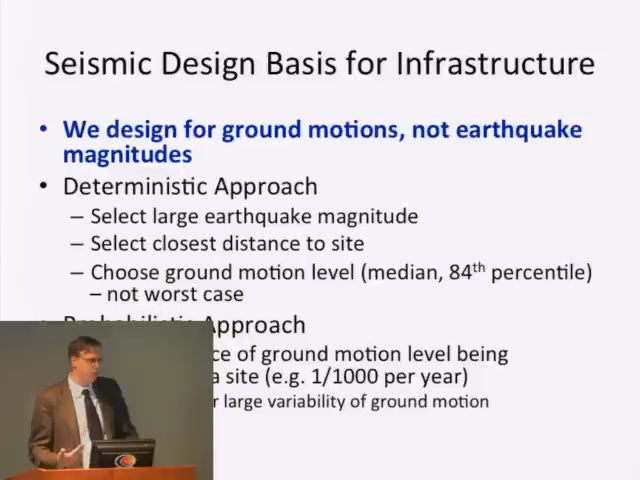 Seismic Design Basis for Infrastructure
• We design for ground motions, not earthquake
magnitudes
• Deterministic Approach
– Select large earthquake magnitude
– Select closest distance to site
– Choose ground motion level (median, 84th percentile)
– not worst case
Approach
of ground motion level being
a site (e.g. 1/1000 per year)
large variability of ground motion